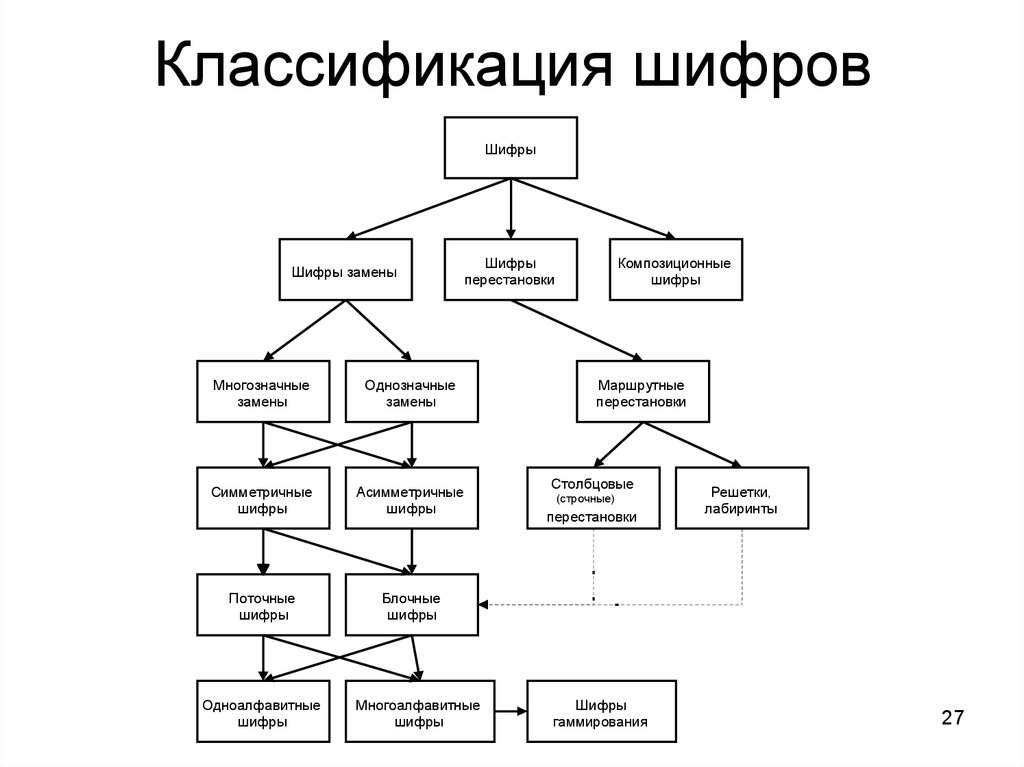 Классификация шифров
Шифры
Шифры замены
Шифры
перестановки
Композиционные
шифры
Многозначные
замены
Однозначные
замены
Маршрутные
перестановки
Симметричные
шифры
Асимметричные
шифры
Столбцовые
(строчные)
перестановки
Решетки,
лабиринты
Поточные
шифры
Блочные
шифры
Одноалфавитные
шифры
Многоалфавитные
шифры
Шифры
гаммирования
27